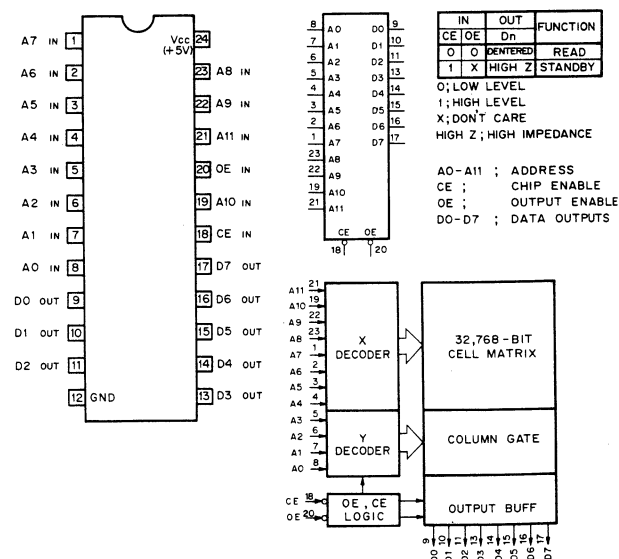 A7 IN 1
A6 IN 2
A5 IN 3
A4 IN 4
A3 IN 5
A2 IN 6
A1 IN 7
A0 IN 8
D0 OUT 9
D1 OUT 10
D2 OUT 11
12 GND
Vcc 24
(+5V)
23 A8 IN
22 A9 IN
21 A11 IN
20 OE IN
19 A10 IN
18 CE IN
17 D7 OUT
16 D6 OUT
15 D5 OUT
14 D4 OUT
13 D3 OUT
8 A0 D0 9
7 A1 D1 10
6 A2 D2 11
5 A3 D3 13
4 A4 D4 14
3 A5 D5 15
2 A6 D6 16
1 A7 D7 17
23 A8
22 A9
19 A10
21 A11
CE OE
18 20
IN OUT FUNCTION
CE OE Dn
0 0 DENTERED READ
1 X HIGH Z STANDBY
0; LOW LEVEL
1; HIGH LEVEL
X; DON'T CARE
HIGH Z; HIGH IMPEDANCE
A0-A11 ; ADDRESS
CE ; CHIP ENABLE
OE ; OUTPUT ENABLE
D0-D7 ; DATA OUTPUTS
A11 21
A10 19
A9 22
A8 23
A7 1
A6 2
A5 3
A4 4
A3 5
A2 6
A1 7
A0 8
X
DECODER
Y
DECODER
32,768-BIT
CELL MATRIX
COLUMN GATE
CE 18
OE 20
OE, CE
LOGIC
OUTPUT BUFF
9 10 11 13 14 15 16 17
D0 D1 D2 D3 D4 D5 D6 D7